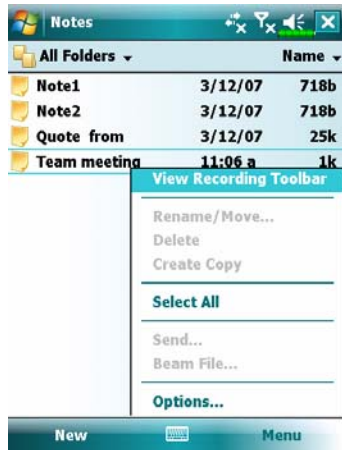 Notes
All Folders Name
Note1 3/12/07 718b
Note2 3/12/07 718b
Quote from 3/12/07 25k
Team meeting 11:06 a 1k
View Recording Toolbar
Rename/Move...
Delete
Create Copy
Select All
Send...
Beam File...
Options...
New Menu